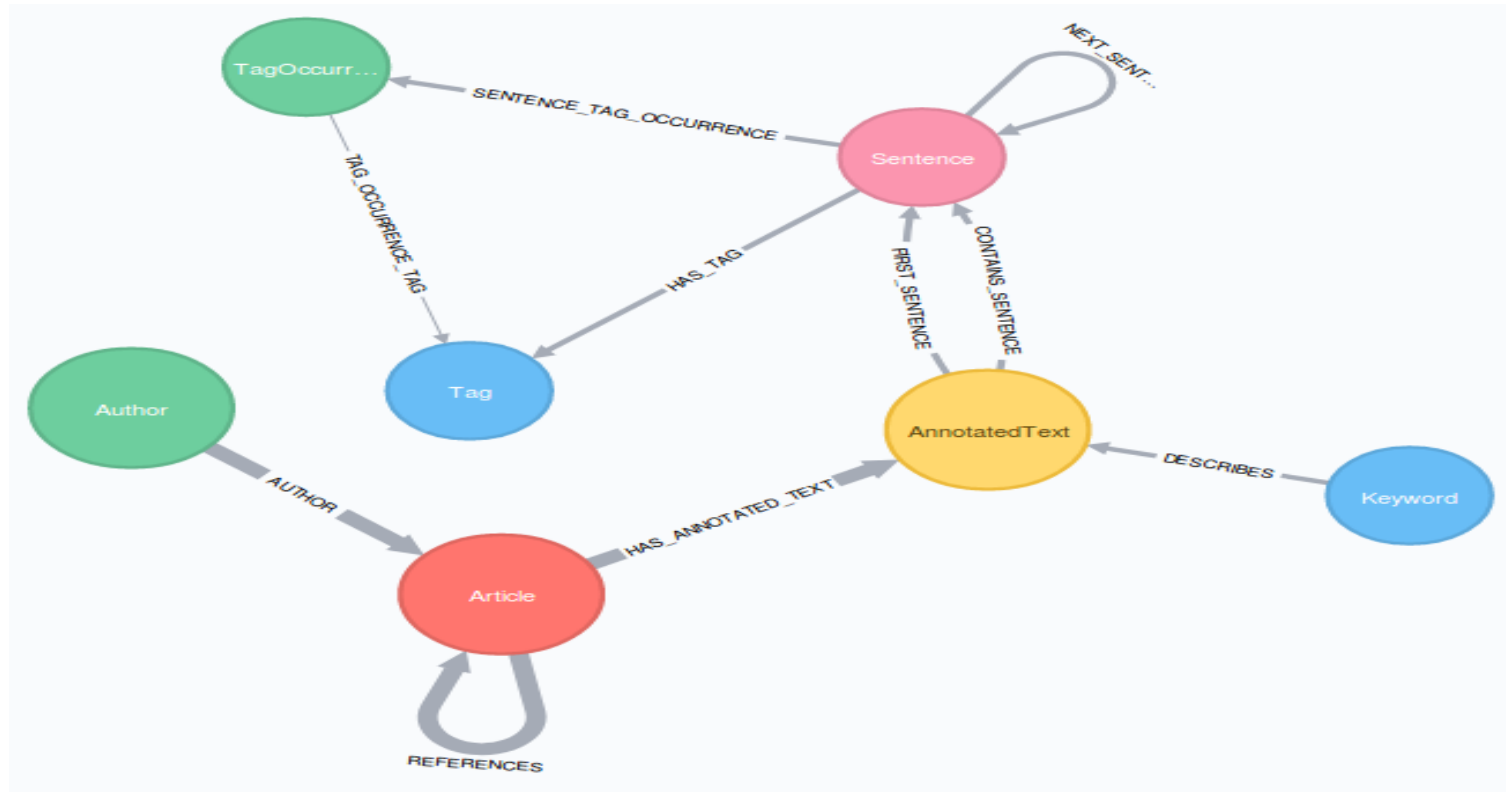 NEXT_SENT...
TagOccurr...
SENTENCE_TAG_OCCURRENCE
Sentence
TAG_OCCURRENCE_TAG
HAS_TAG
FIRST_SENTENCE
CONTAINS_SENTENCE
Author
Tag
AnnotatedText
DESCRIBES
Keyword
AUTHOR
HAS_ANNOTATED_TEXT
Article
REFERENCES